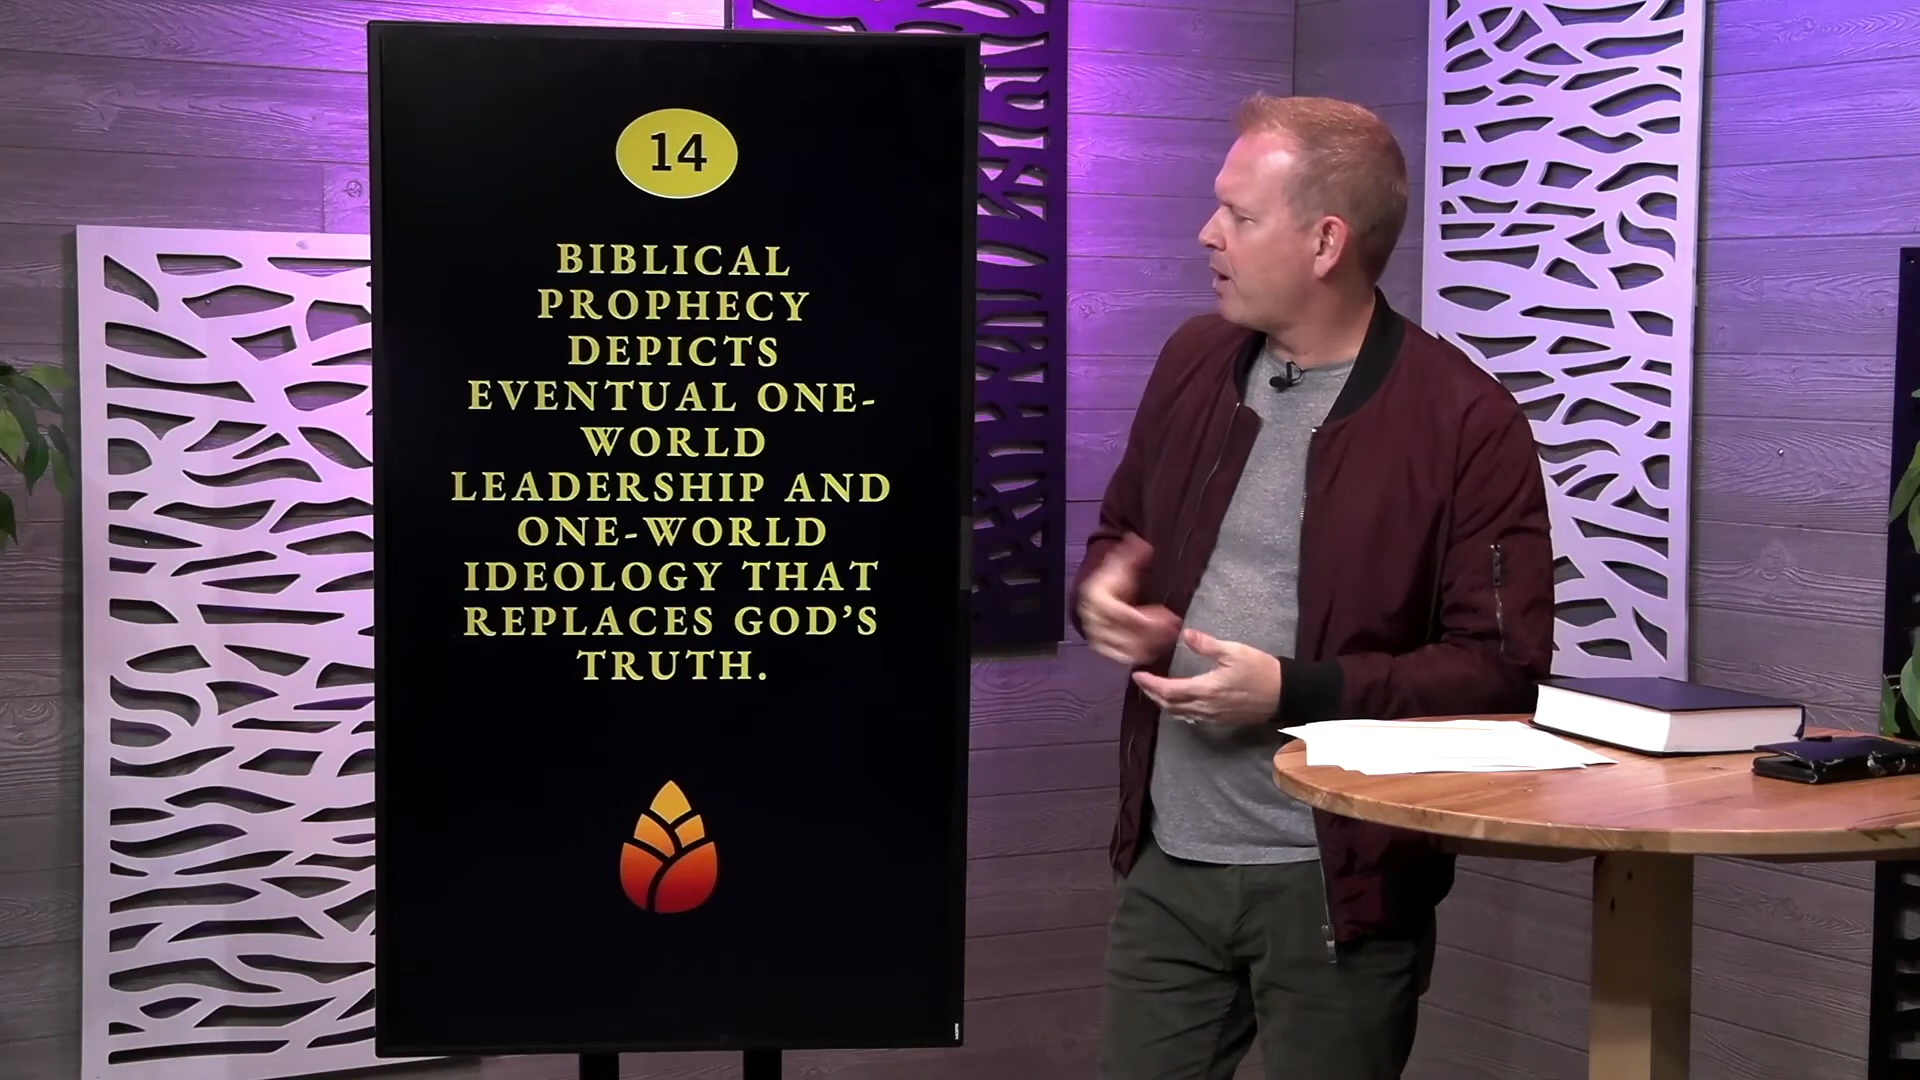 14
BIBLICAL
PROPHECY
DEPICTS
EVENTUAL ONE-
WORLD
LEADERSHIP AND
ONE-WORLD
IDEOLOGY THAT
REPLACES GOD’S
TRUTH.